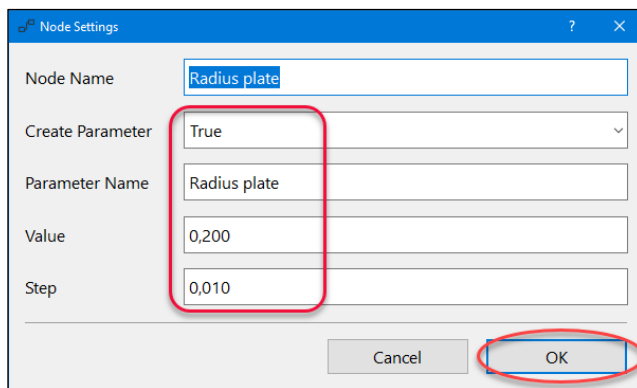 Node Settings ? ×
Node Name Radius plate
Create Parameter True
Parameter Name Radius plate
Value 0,200
Step 0,010
Cancel OK